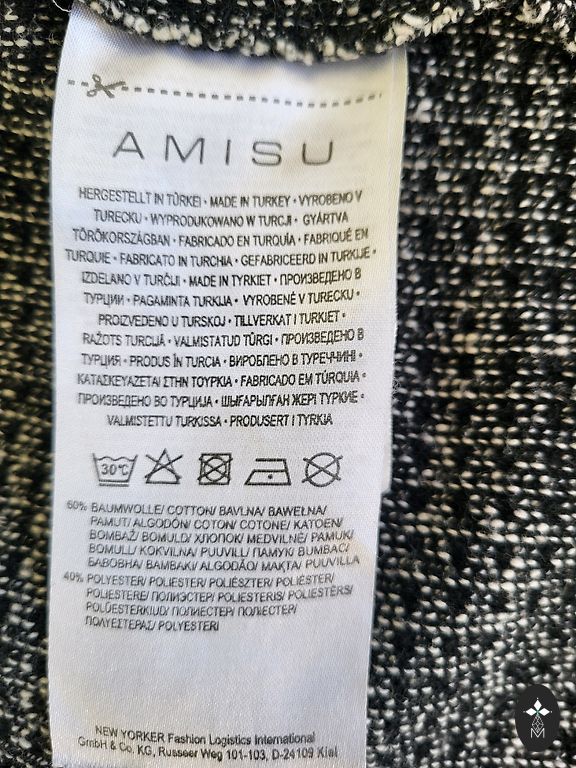 AMISU
HERGESTELLT IN TÜRKEI • MADE IN TURKEY • VYROBENO V
TURECKU • WYPRODUKOWANO W TURCJI • GYÁRTVA
TÖRÖKORSZÁGBAN • FABRICADO EN TURQUÍA • FABRIQUÉ EN
TURQUIE • FABRICATO IN TURCHIA • GEFABRICEERD IN TURKIJE •
IZDELANO V TURČIJI • MADE IN TYRKIET • ПРОИЗВЕДЕНО В
ТУРЦИИ • PAGAMINTA TURKIJA • VYROBENÉ V TURECKU •
PROIZVEDENO U TURSKOJ • TILLVERKAT I TURKIET •
RAŽOTS TURCIJĀ • VALMISTATUD TÜRGI • ПРОИЗВЕДЕНО В
ТУРЦИЯ • PRODUS ÎN TURCIA • ВИРОБЛЕНО В ТУРЕЧЧИНІ •
ΚΑΤΑΣΚΕΥΑΖΕΤΑΙ ΣΤΗΝ ΤΟΥΡΚΙΑ • FABRICADO EM TURQUIA •
ПРОИЗВЕДЕНО ВО ТУРЦИЈА • ШЫҒАРЫЛҒАН ЖЕРІ ТУРКИЕ •
VALMISTETTU TURKISSA • PRODUSERT I TYRKIA
30°C
60% BAUMWOLLE/ COTTON/ BAVLNA/ BAWEŁNA/
PAMUT/ ALGODÓN/ COTON/ COTONE/ KATOEN/
BOMBAŽ/ BOMULD/ ХЛОПОК/ MEDVILNĖ/ PAMUK/
BOMULL/ KOKVILNA/ PUUVILL/ ПАМУК/ BUMBAC/
БАВОВНА/ ΒΑΜΒΑΚΙ/ ALGODÃO/ МАҚТА/ PUUVILLA
40% POLYESTER/ POLIESTER/ POLIÉSZTER/ POLIÉSTER/
POLIESTERE/ ПОЛИЭСТЕР/ POLIESTERIS/ POLIESTĒRS/
POLÜESTERKIUD/ ПОЛИЕСТЕР/ ПОЛІЕСТЕР/
ΠΟΛΥΕΣΤΕΡΑΣ/ POLYESTERI
NEW YORKER Fashion Logistics International
GmbH & Co. KG, Russeer Weg 101-103, D-24109 Kiel
M